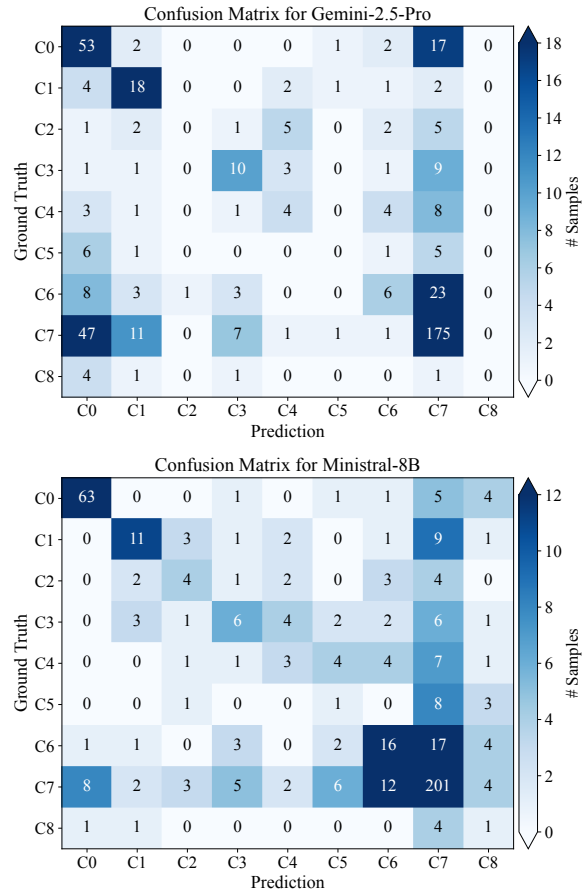 Confusion Matrix for Gemini-2.5-Pro
C0 53 2 0 0 0 1 2 17 0
C1 4 18 0 0 2 1 1 2 0
C2 1 2 0 1 5 0 2 5 0
C3 1 1 0 10 3 0 1 9 0
C4 3 1 0 1 4 0 4 8 0
C5 6 1 0 0 0 0 1 5 0
C6 8 3 1 3 0 0 6 23 0
C7 47 11 0 7 1 1 1 175 0
C8 4 1 0 1 0 0 0 1 0
C0 C1 C2 C3 C4 C5 C6 C7 C8
Prediction
Ground Truth
18
16
14
12
10
8
6
4
2
0
# Samples
Confusion Matrix for Ministral-8B
C0 63 0 0 1 0 1 1 5 4
C1 0 11 3 1 2 0 1 9 1
C2 0 2 4 1 2 0 3 4 0
C3 0 3 1 6 4 2 2 6 1
C4 0 0 1 1 3 4 4 7 1
C5 0 0 1 0 0 1 0 8 3
C6 1 1 0 3 0 2 16 17 4
C7 8 2 3 5 2 6 12 201 4
C8 1 1 0 0 0 0 0 4 1
C0 C1 C2 C3 C4 C5 C6 C7 C8
Prediction
Ground Truth
12
10
8
6
4
2
0
# Samples